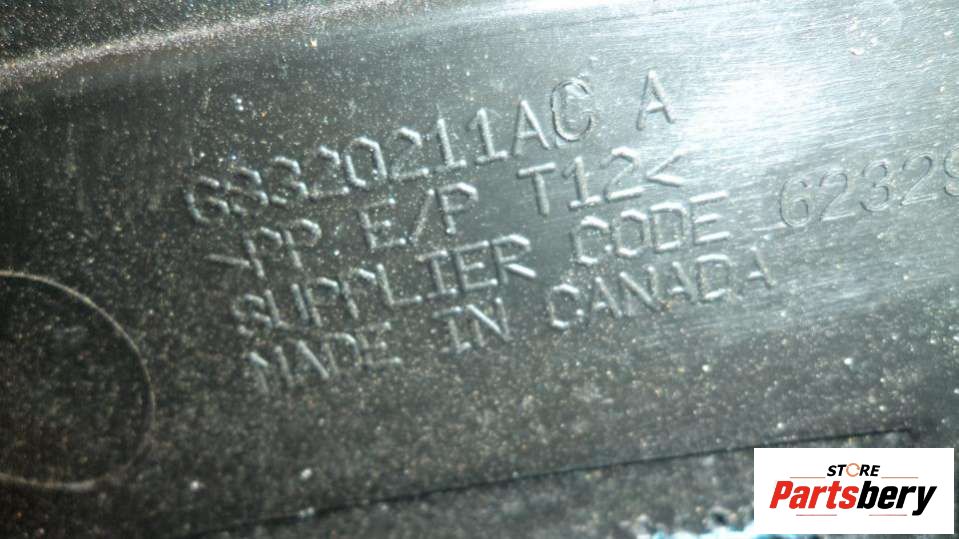 68320211AC A
>PP E/P T12<
SUPPLIER CODE 62329
MADE IN CANADA
STORE
Partsbery